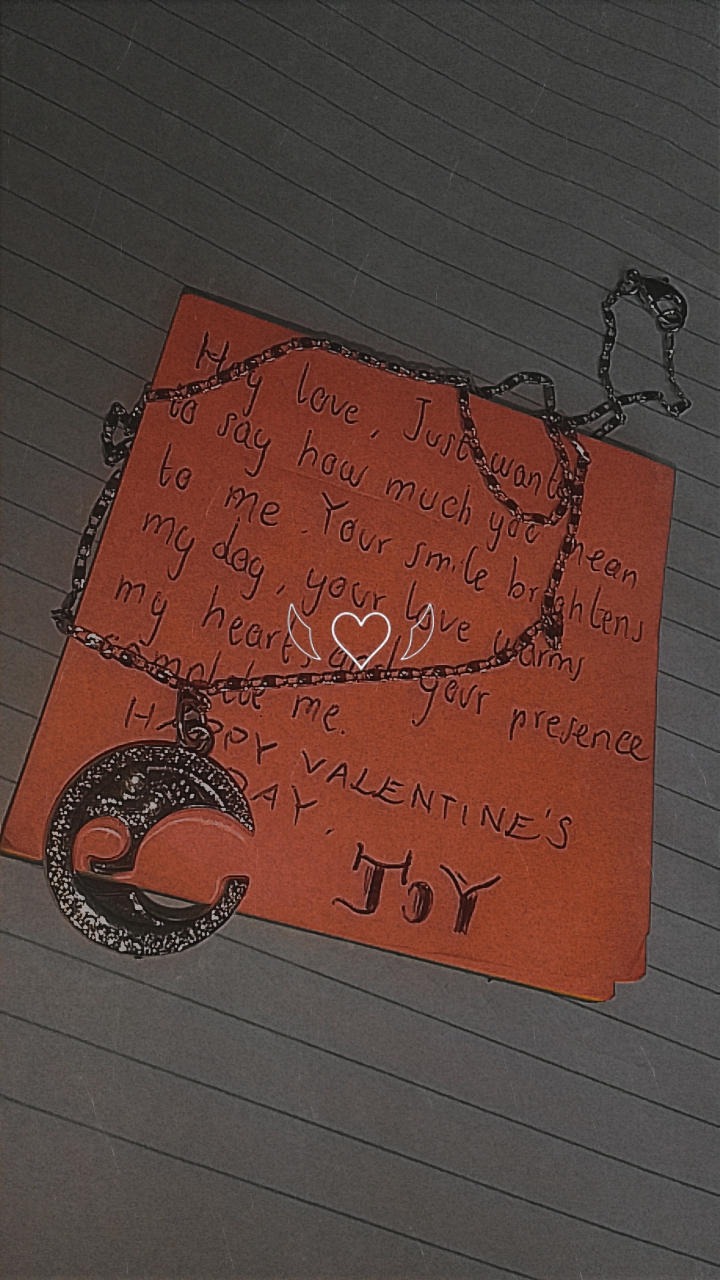 Hey love, Just wanted
to say how much you mean
to me. Your smile brightens
my day, your love warms
my heart, and your presence
complete me.
HAPPY VALENTINE'S
DAY,
JOY